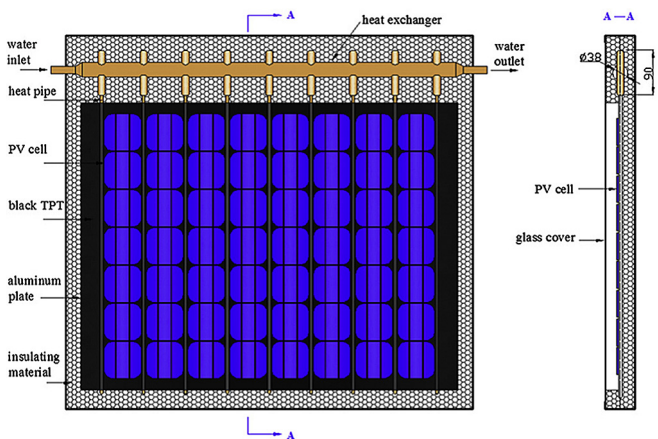 A
A — A
heat exchanger
water
inlet
water
outlet
Ø38
90
heat pipe
PV cell
PV cell
black TPT
glass cover
aluminum
plate
insulating
material
A